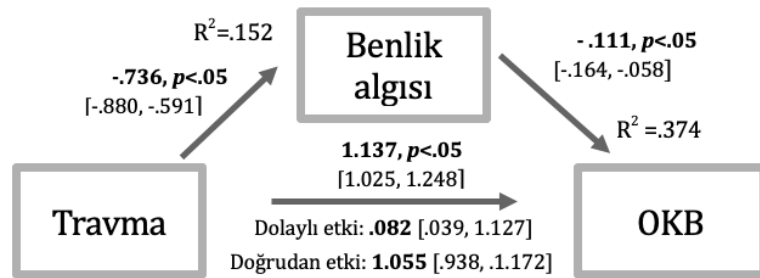 R²=.152
Benlik
algısı
-.736, p<.05
[-.880, -.591]
- .111, p<.05
[-.164, -.058]
R² =.374
1.137, p<.05
[1.025, 1.248]
Travma
OKB
Dolaylı etki: .082 [.039, 1.127]
Doğrudan etki: 1.055 [.938, .1.172]